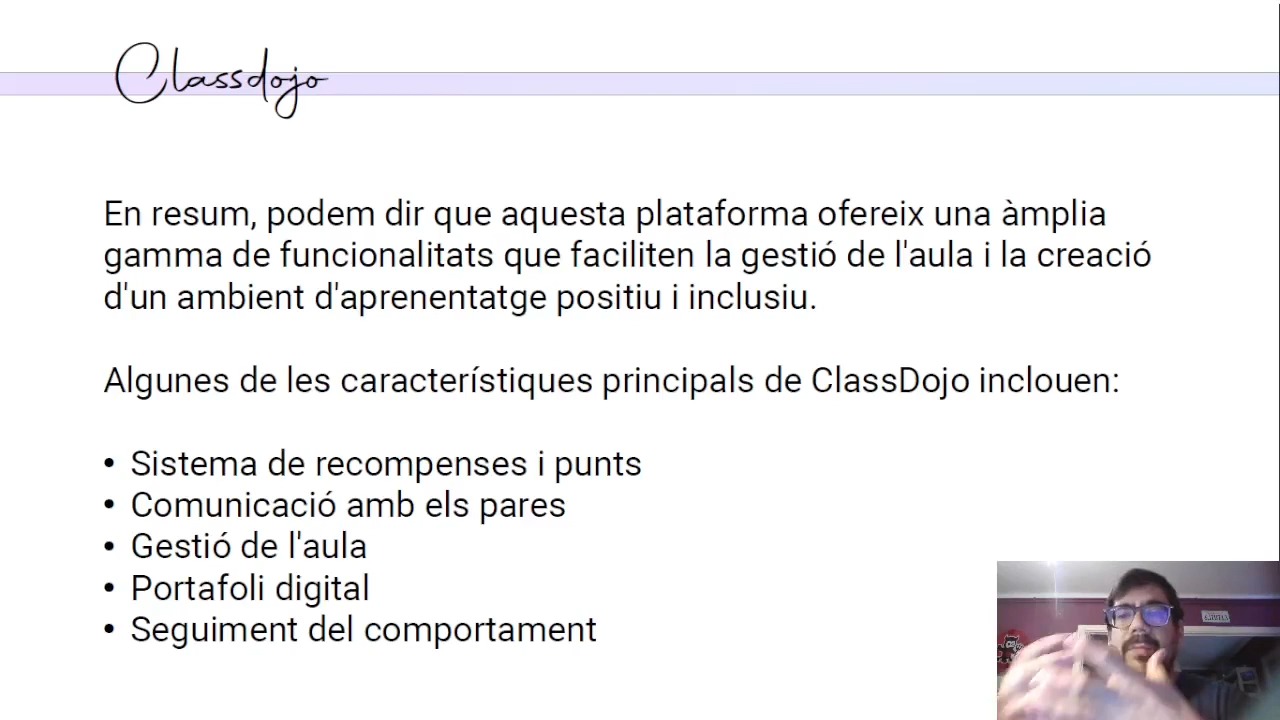 Classdojo
En resum, podem dir que aquesta plataforma ofereix una àmplia
gamma de funcionalitats que faciliten la gestió de l'aula i la creació
d'un ambient d'aprenentatge positiu i inclusiu.
Algunes de les característiques principals de ClassDojo inclouen:
• Sistema de recompenses i punts
• Comunicació amb els pares
• Gestió de l'aula
• Portafoli digital
• Seguiment del comportament